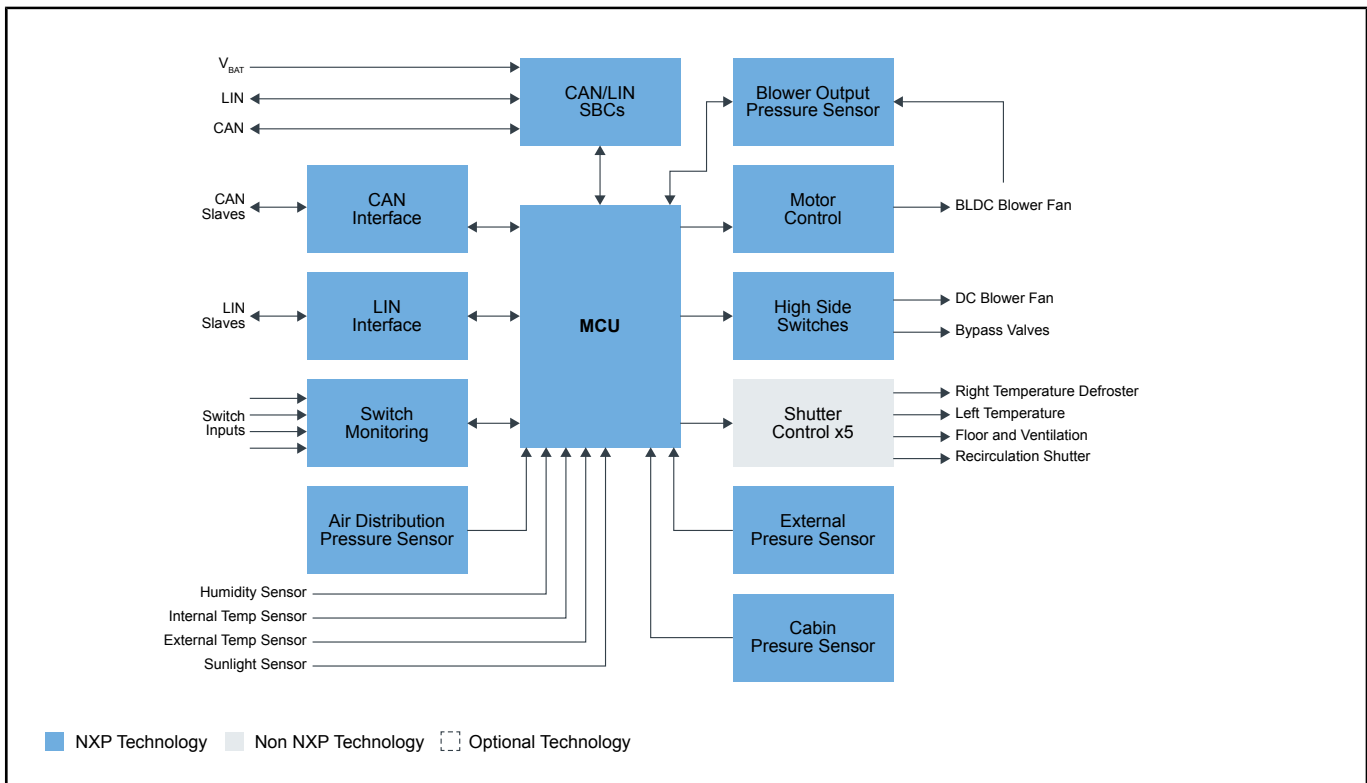 VBAT
LIN
CAN
CAN/LIN
SBCs
Blower Output
Pressure Sensor
CAN
Slaves
CAN
Interface
Motor
Control
BLDC Blower Fan
LIN
Slaves
LIN
Interface
MCU
High Side
Switches
DC Blower Fan
Bypass Valves
Switch
Inputs
Switch
Monitoring
Shutter
Control x5
Right Temperature Defroster
Left Temperature
Floor and Ventilation
Recirculation Shutter
Air Distribution
Pressure Sensor
External
Presure Sensor
Humidity Sensor
Internal Temp Sensor
External Temp Sensor
Sunlight Sensor
Cabin
Presure Sensor
NXP Technology
Non NXP Technology
Optional Technology